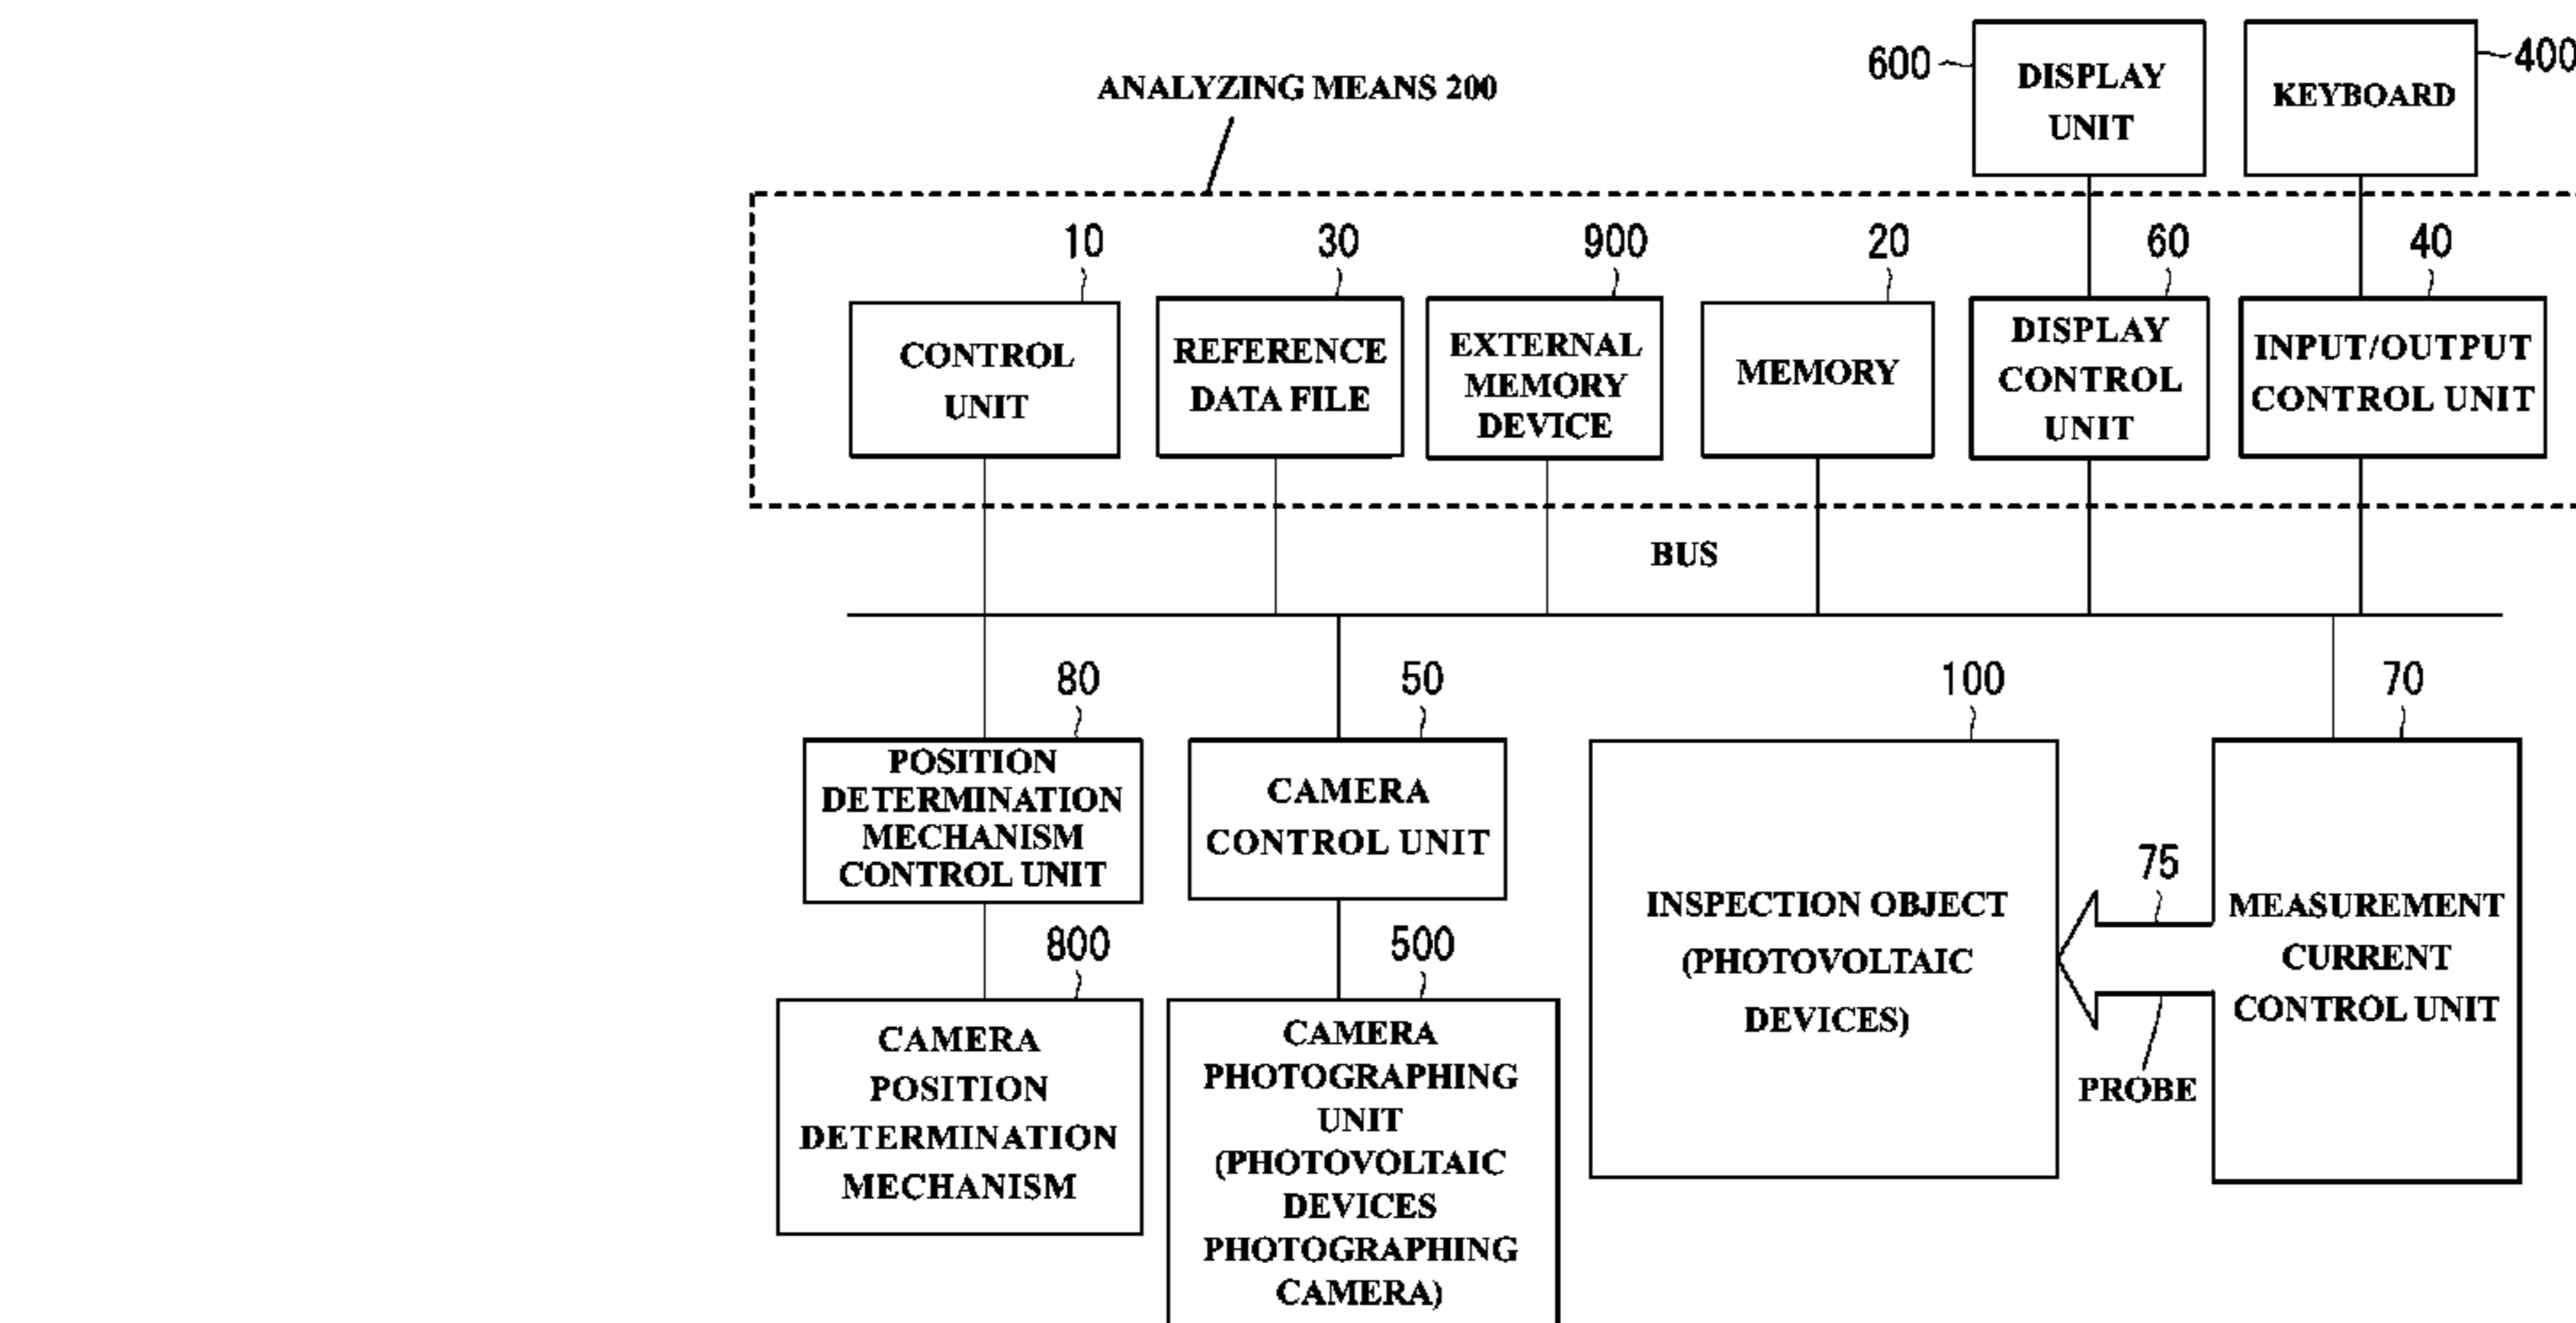 ANALYZING MEANS 200
600
DISPLAY
UNIT
KEYBOARD
400
10
30
900
20
60
40
CONTROL
UNIT
REFERENCE
DATA FILE
EXTERNAL
MEMORY
DEVICE
MEMORY
DISPLAY
CONTROL
UNIT
INPUT/OUTPUT
CONTROL UNIT
BUS
80
50
100
70
POSITION
DETERMINATION
MECHANISM
CONTROL UNIT
CAMERA
CONTROL UNIT
INSPECTION OBJECT
(PHOTOVOLTAIC
DEVICES)
75
PROBE
MEASUREMENT
CURRENT
CONTROL UNIT
800
CAMERA
POSITION
DETERMINATION
MECHANISM
500
CAMERA
PHOTOGRAPHING
UNIT
(PHOTOVOLTAIC
DEVICES
PHOTOGRAPHING
CAMERA)